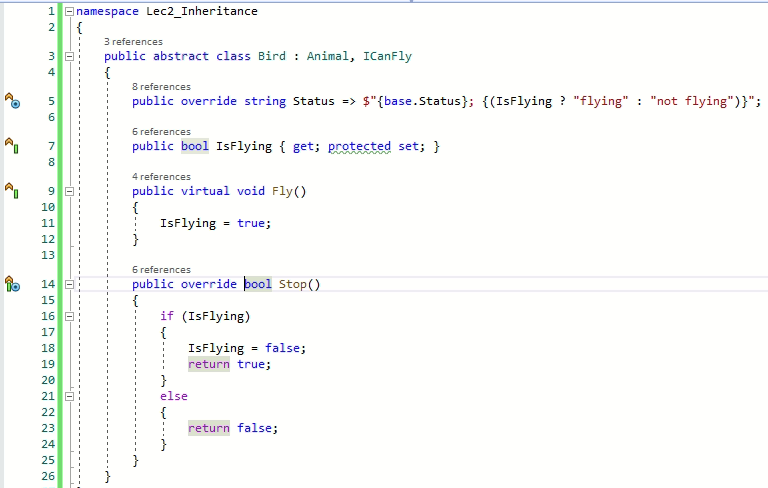 1 namespace Lec2_Inheritance
2 {
3 references
3 public abstract class Bird : Animal, ICanFly
4 {
8 references
5 public override string Status => $"{base.Status}; {(IsFlying ? "flying" : "not flying")}";
6
6 references
7 public bool IsFlying { get; protected set; }
8
4 references
9 public virtual void Fly()
10 {
11 IsFlying = true;
12 }
13
6 references
14 public override bool Stop()
15 {
16 if (IsFlying)
17 {
18 IsFlying = false;
19 return true;
20 }
21 else
22 {
23 return false;
24 }
25 }
26 }